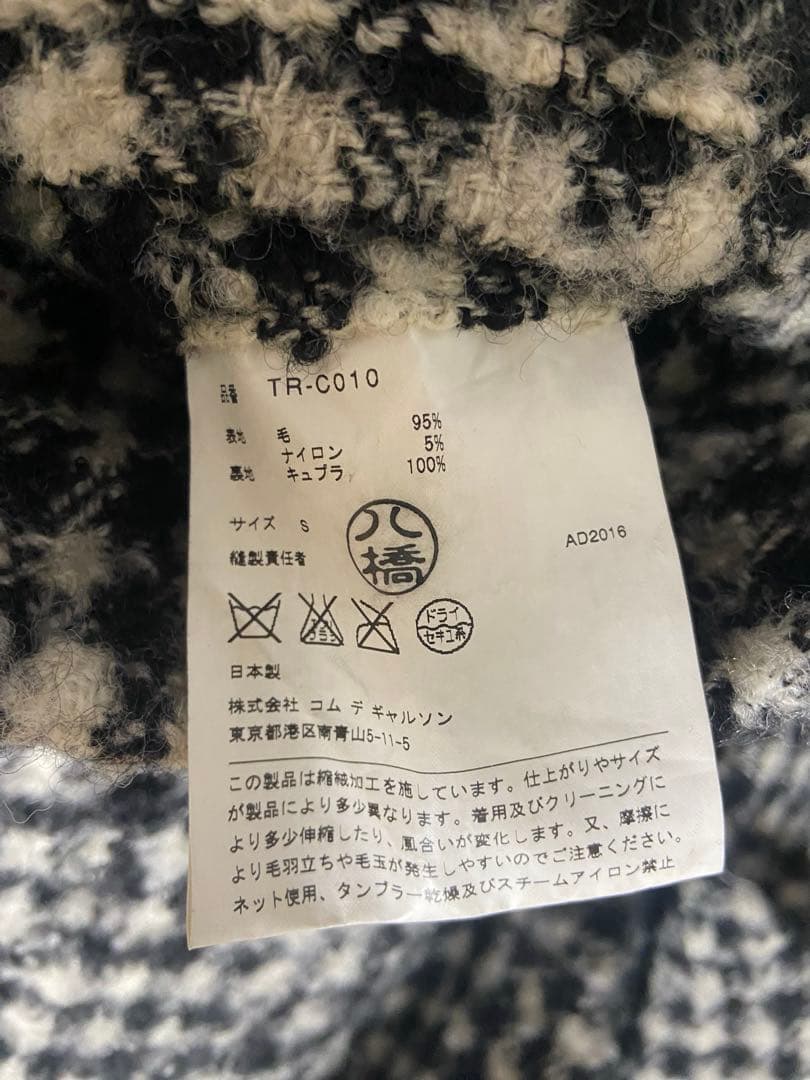 品番 TR-C010
表地 毛 95%
ナイロン 5%
裏地 キュプラ 100%
サイズ S
縫製責任者
八橋
AD2016
ドライ
セキユ系
日本製
株式会社 コム デ ギャルソン
東京都港区南青山5-11-5
この製品は縮絨加工を施しています。仕上がりやサイズ
が製品により多少異なります。着用及びクリーニングに
より多少伸縮したり、風合いが変化します。又、摩擦に
より毛羽立ちや毛玉が発生しやすいのでご注意ください。
ネット使用、タンブラー乾燥及びスチームアイロン禁止